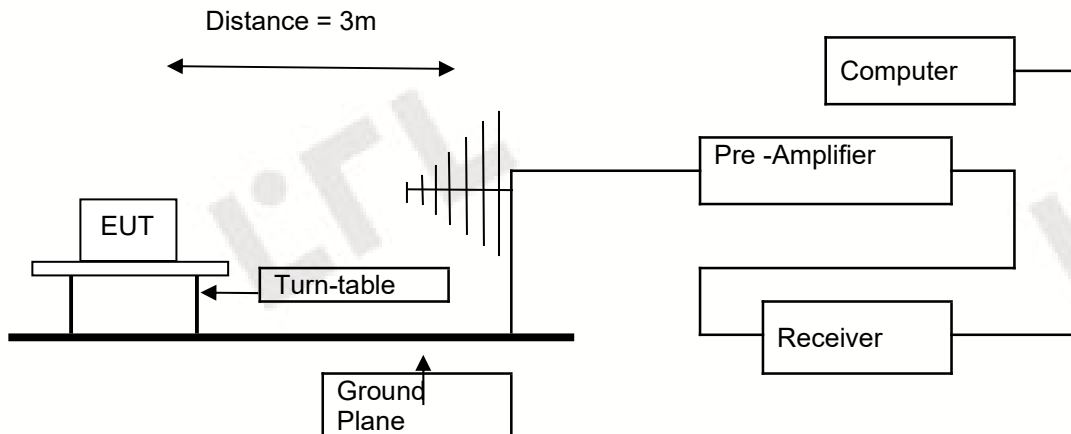 Distance = 3m
Computer
Pre -Amplifier
EUT
Turn-table
Receiver
Ground
Plane